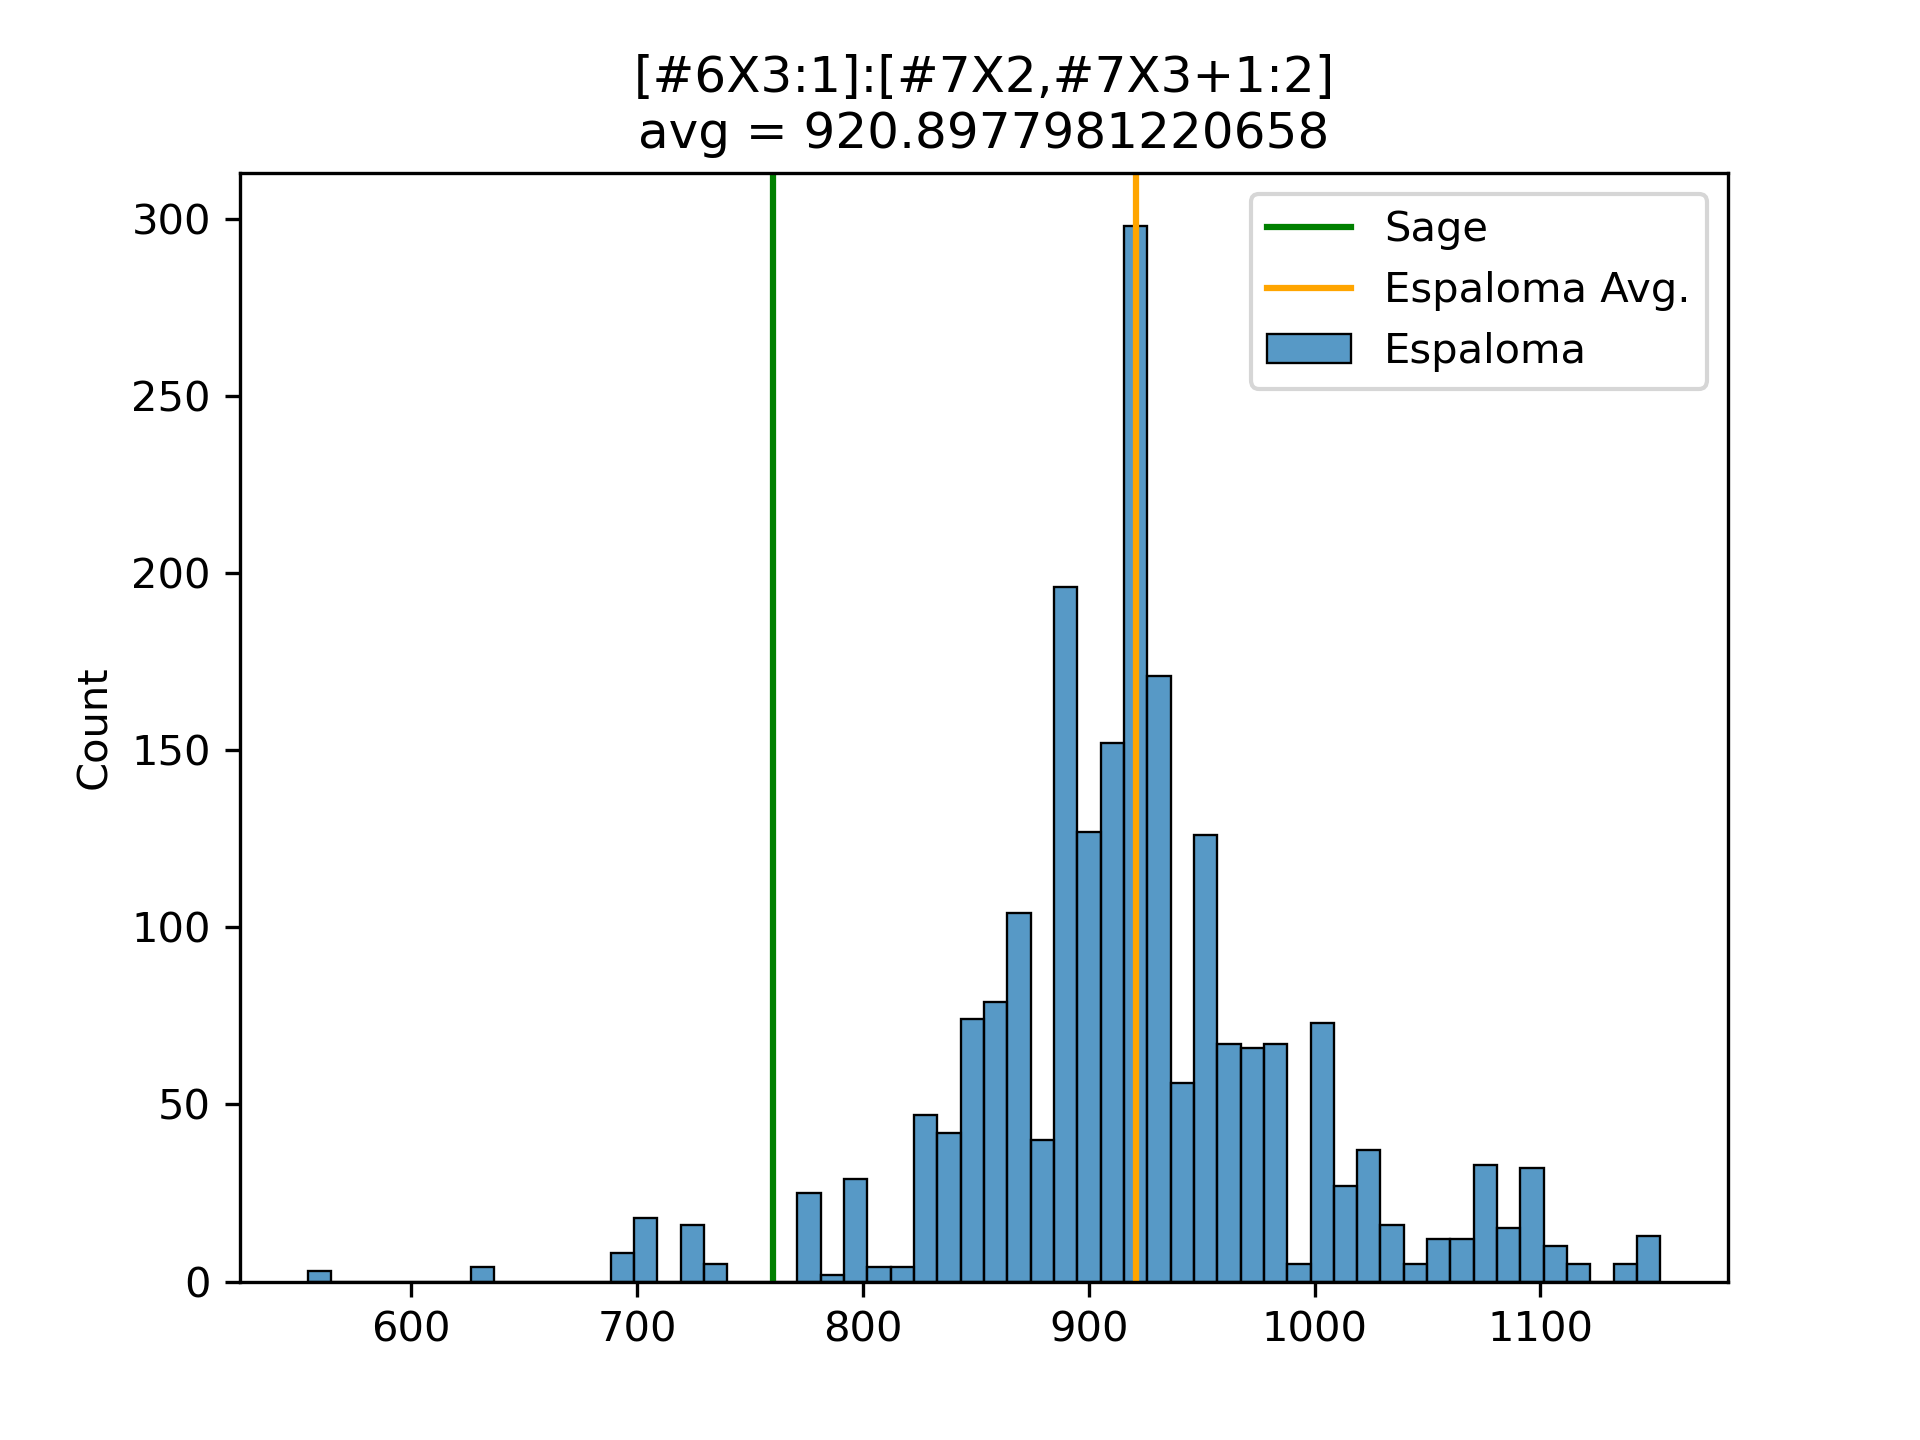 [#6X3:1]:[#7X2,#7X3+1:2]
avg = 920.8977981220658
Sage
Espaloma Avg.
Espaloma
Count
300
250
200
150
100
50
0
600 700 800 900 1000 1100